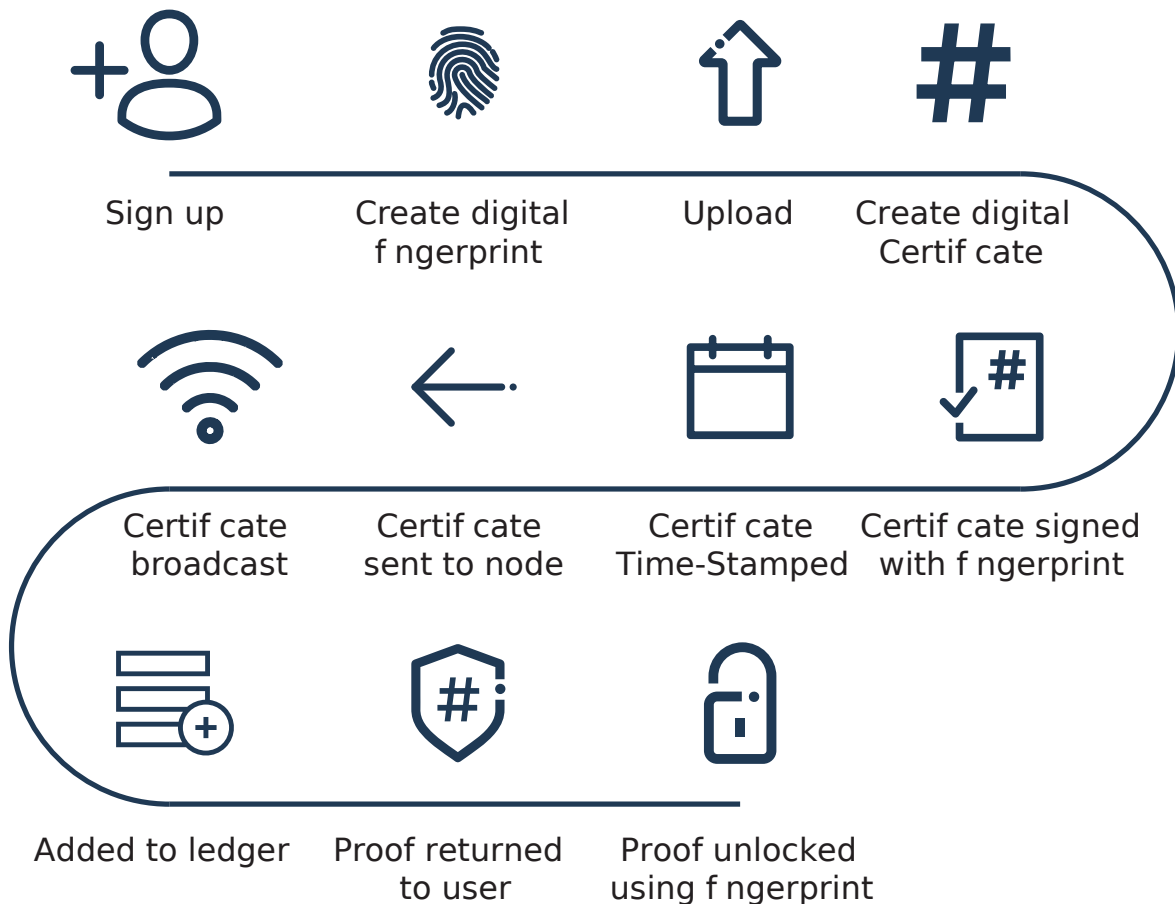 Sign up
Create digital
f ngerprint
Upload
Create digital
Certif cate
Certif cate
broadcast
Certif cate
sent to node
Certif cate
Time-Stamped
Certif cate signed
with f ngerprint
Added to ledger
Proof returned
to user
Proof unlocked
using f ngerprint